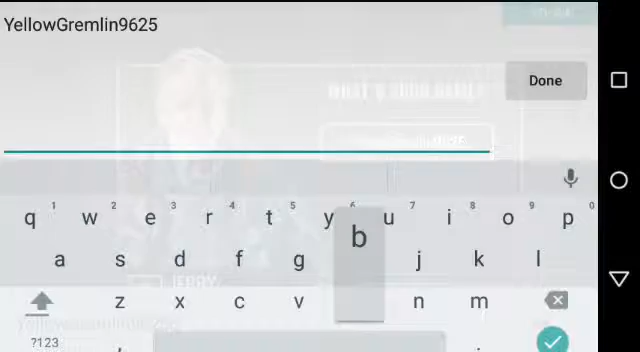 YellowGremlin9625
Done
1 2 3 4 5 6 7 8 9 0
q w e r t y u i o p
a s d f g j k l
b
z x c v n m
?123